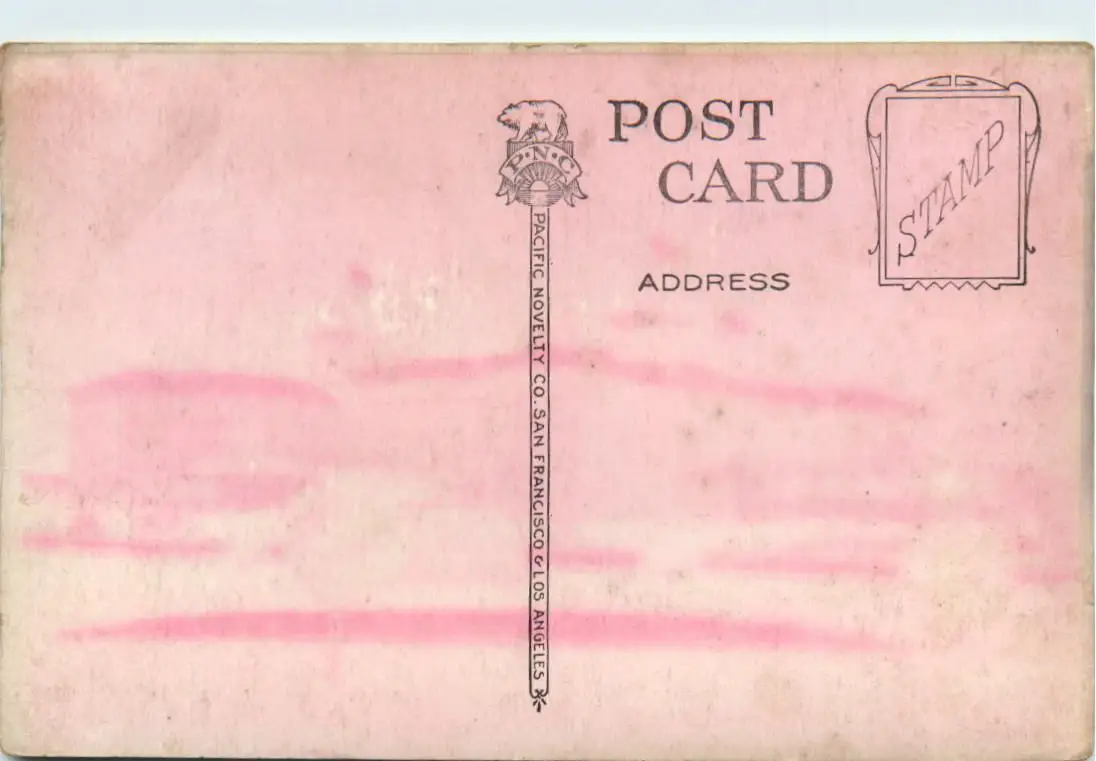 P·N·C
POST
CARD
STAMP
ADDRESS
PACIFIC NOVELTY CO. SAN FRANCISCO & LOS ANGELES